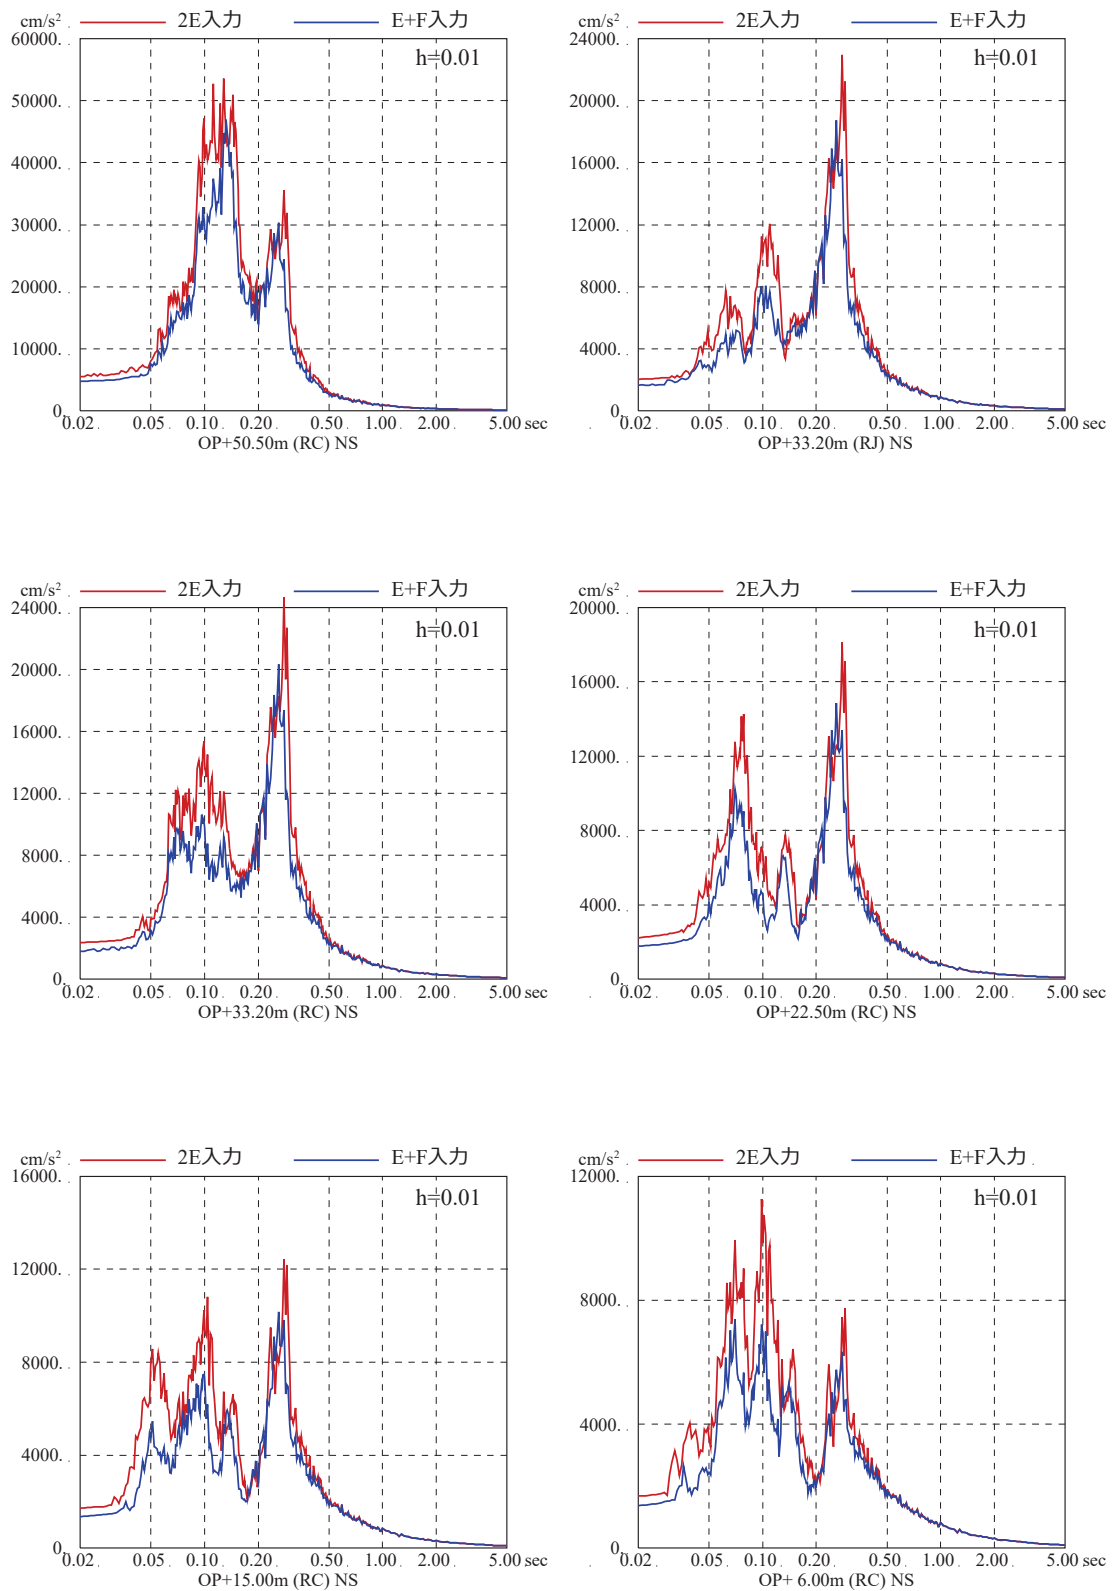 cm/s² 2E入力 E+F入力
h=0.01
60000.
50000.
40000.
30000.
20000.
10000.
0.
0.02 0.05 0.10 0.20 0.50 1.00 2.00 5.00 sec
OP+50.50m (RC) NS
cm/s² 2E入力 E+F入力
h=0.01
24000.
20000.
16000.
12000.
8000.
4000.
0.
0.02 0.05 0.10 0.20 0.50 1.00 2.00 5.00 sec
OP+33.20m (RJ) NS
cm/s² 2E入力 E+F入力
h=0.01
24000.
20000.
16000.
12000.
8000.
4000.
0.
0.02 0.05 0.10 0.20 0.50 1.00 2.00 5.00 sec
OP+33.20m (RC) NS
cm/s² 2E入力 E+F入力
h=0.01
20000.
16000.
12000.
8000.
4000.
0.
0.02 0.05 0.10 0.20 0.50 1.00 2.00 5.00 sec
OP+22.50m (RC) NS
cm/s² 2E入力 E+F入力
h=0.01
16000.
12000.
8000.
4000.
0.
0.02 0.05 0.10 0.20 0.50 1.00 2.00 5.00 sec
OP+15.00m (RC) NS
cm/s² 2E入力 E+F入力
h=0.01
12000.
8000.
4000.
0.
0.02 0.05 0.10 0.20 0.50 1.00 2.00 5.00 sec
OP+ 6.00m (RC) NS